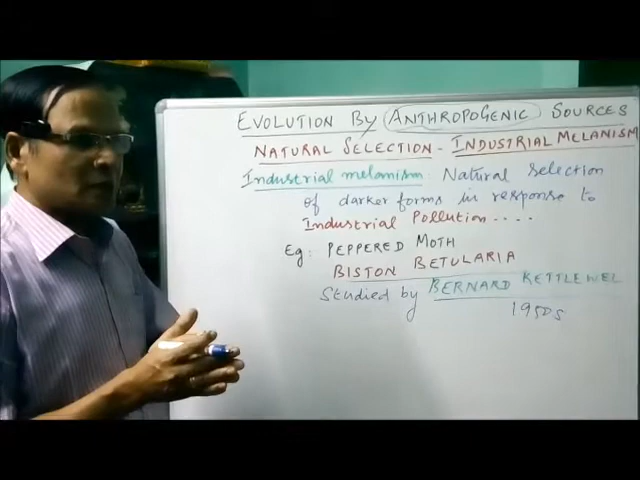 EVOLUTION BY ANTHROPOGENIC SOURCES
NATURAL SELECTION - INDUSTRIAL MELANISM
Industrial melanism: Natural selection
of darker forms in response to
Industrial Pollution....
Eg: PEPPERED MOTH
BISTON BETULARIA
Studied by BERNARD KETTLEWEL
1950s